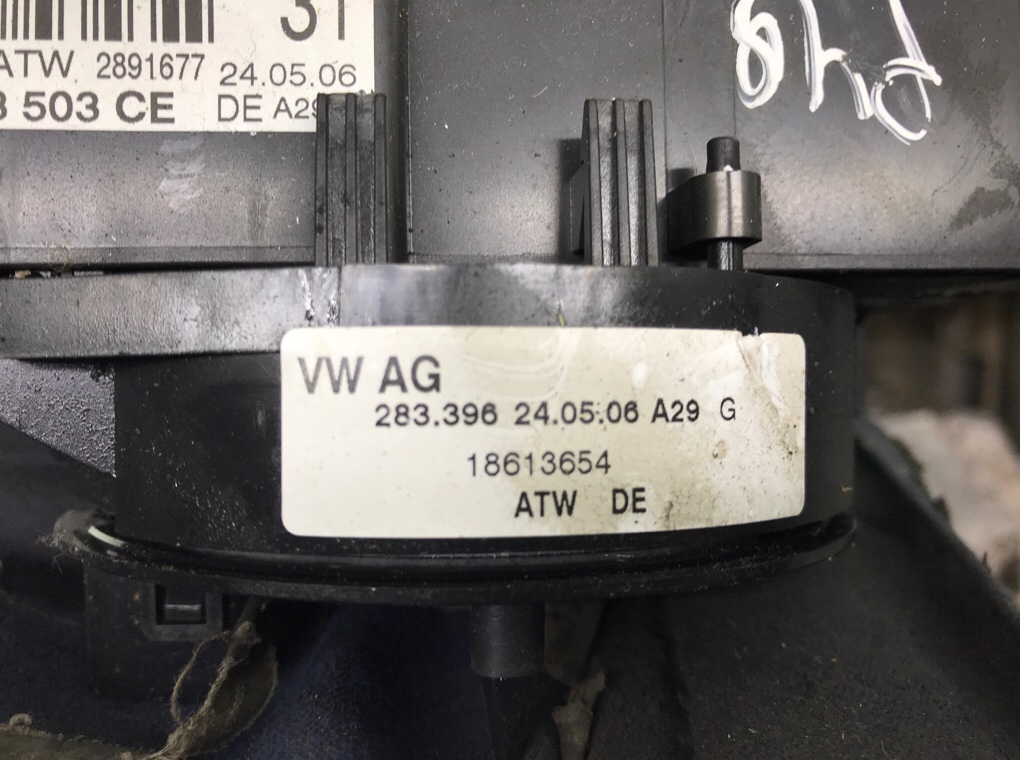 31
ATW 2891677 24.05.06
503 CE DE A29
VW AG
283.396 24.05.06 A29 G
18613654
ATW DE